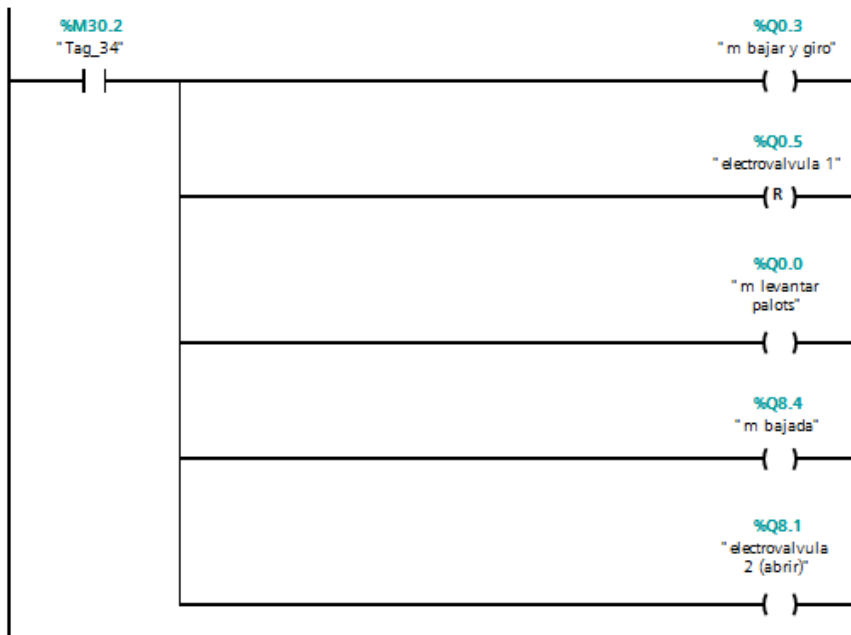 %M30.2
"Tag_34"
%Q0.3
"m bajar y giro"
%Q0.5
"electrovalvula 1"
R
%Q0.0
"m levantar
palots"
%Q8.4
"m bajada"
%Q8.1
"electrovalvula
2 (abrir)"